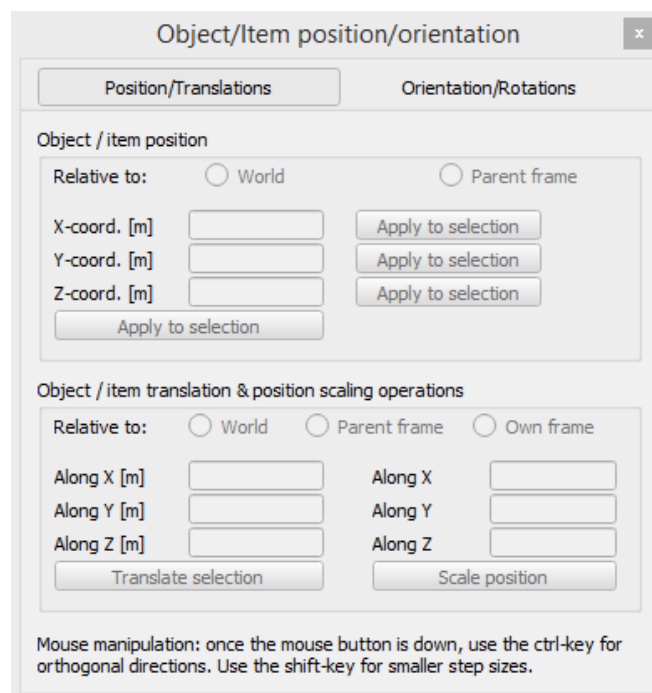 Object/Item position/orientation x
Position/Translations Orientation/Rotations
Object / item position
Relative to: World Parent frame
X-coord. [m] Apply to selection
Y-coord. [m] Apply to selection
Z-coord. [m] Apply to selection
Apply to selection
Object / item translation & position scaling operations
Relative to: World Parent frame Own frame
Along X [m] Along X
Along Y [m] Along Y
Along Z [m] Along Z
Translate selection Scale position
Mouse manipulation: once the mouse button is down, use the ctrl-key for
orthogonal directions. Use the shift-key for smaller step sizes.